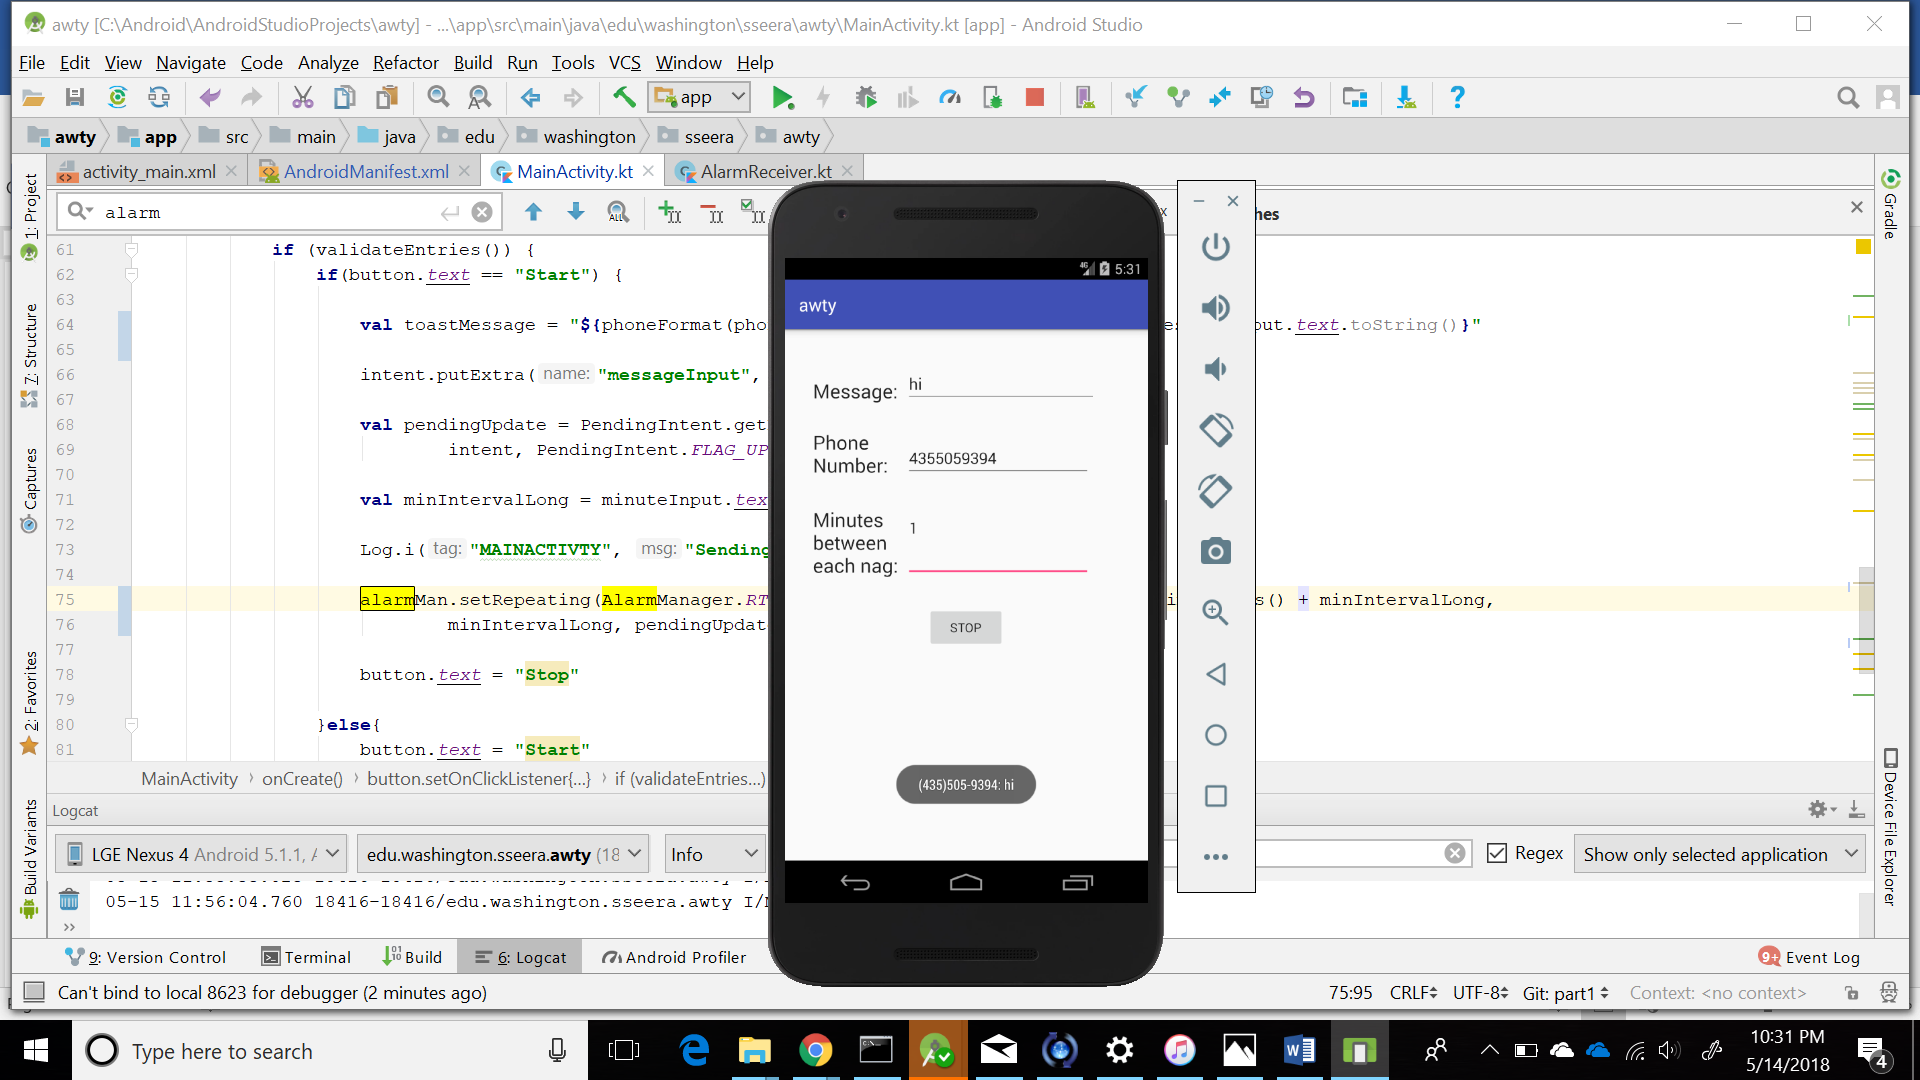 awty [C:\Android\AndroidStudioProjects\awty] - ...\app\src\main\java\edu\washington\sseera\awty\MainActivity.kt [app] - Android Studio
File Edit View Navigate Code Analyze Refactor Build Run Tools VCS Window Help
app
awty app src main java edu washington sseera awty
activity_main.xml AndroidManifest.xml MainActivity.kt AlarmReceiver.kt
alarm
hes
61 if (validateEntries()) {
62 if(button.text == "Start") {
63
64 val toastMessage = "${phoneFormat(pho
out.text.toString()}"
65
66 intent.putExtra( name: "messageInput",
67
68 val pendingUpdate = PendingIntent.get
69 intent, PendingIntent.FLAG_UP
70
71 val minIntervalLong = minuteInput.tex
72
73 Log.i( tag: "MAINACTIVTY", msg: "Sending
74
75 alarmMan.setRepeating(AlarmManager.RT
s() + minIntervalLong,
76 minIntervalLong, pendingUpdat
77
78 button.text = "Stop"
79
80 }else{
81 button.text = "Start"
MainActivity › onCreate() › button.setOnClickListener{...} › if (validateEntries...)
5:31
awty
Message: hi
Phone Number: 4355059394
Minutes between each nag: 1
STOP
(435)505-9394: hi
Logcat
LGE Nexus 4 Android 5.1.1, edu.washington.sseera.awty (18 Info
Regex Show only selected application
05-15 11:56:04.760 18416-18416/edu.washington.sseera.awty I/
9: Version Control Terminal Build 6: Logcat Android Profiler
9+ Event Log
Can't bind to local 8623 for debugger (2 minutes ago)
75:95 CRLF UTF-8 Git: part1 Context: <no context>
1: Project
7: Structure
Captures
2: Favorites
Build Variants
Gradle
Device File Explorer
Type here to search
10:31 PM
5/14/2018
4